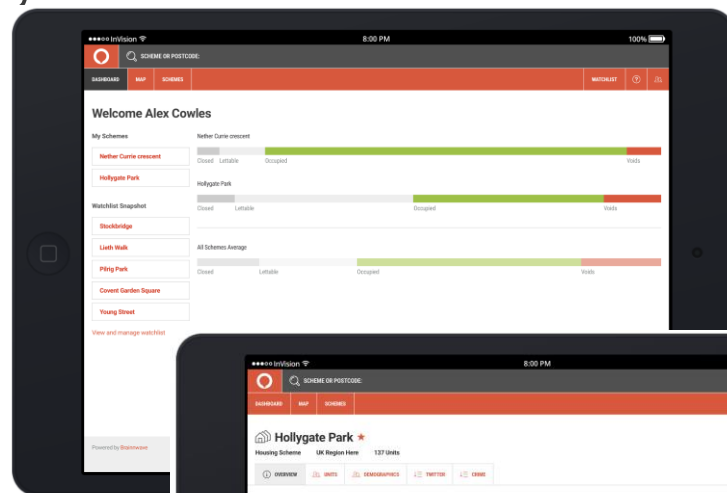 InVision 8:00 PM 100%
SCHEME OR POSTCODE:
DASHBOARD MAP SCHEMES WATCHLIST
Welcome Alex Cowles
My Schemes
Nether Currie crescent
Hollygate Park
Watchlist Snapshot
Stockbridge
Lieth Walk
Pilrig Park
Covent Garden Square
Young Street
View and manage watchlist
Powered by Brainnwave
Nether Currie crescent
Closed Lettable Occupied Voids
Hollygate Park
Closed Lettable Occupied Voids
All Schemes Average
Closed Lettable Occupied Voids
InVision 8:00 PM
SCHEME OR POSTCODE:
DASHBOARD MAP SCHEMES
Hollygate Park
Housing Scheme UK Region Here 137 Units
OVERVIEW UNITS DEMOGRAPHICS TWITTER CRIME